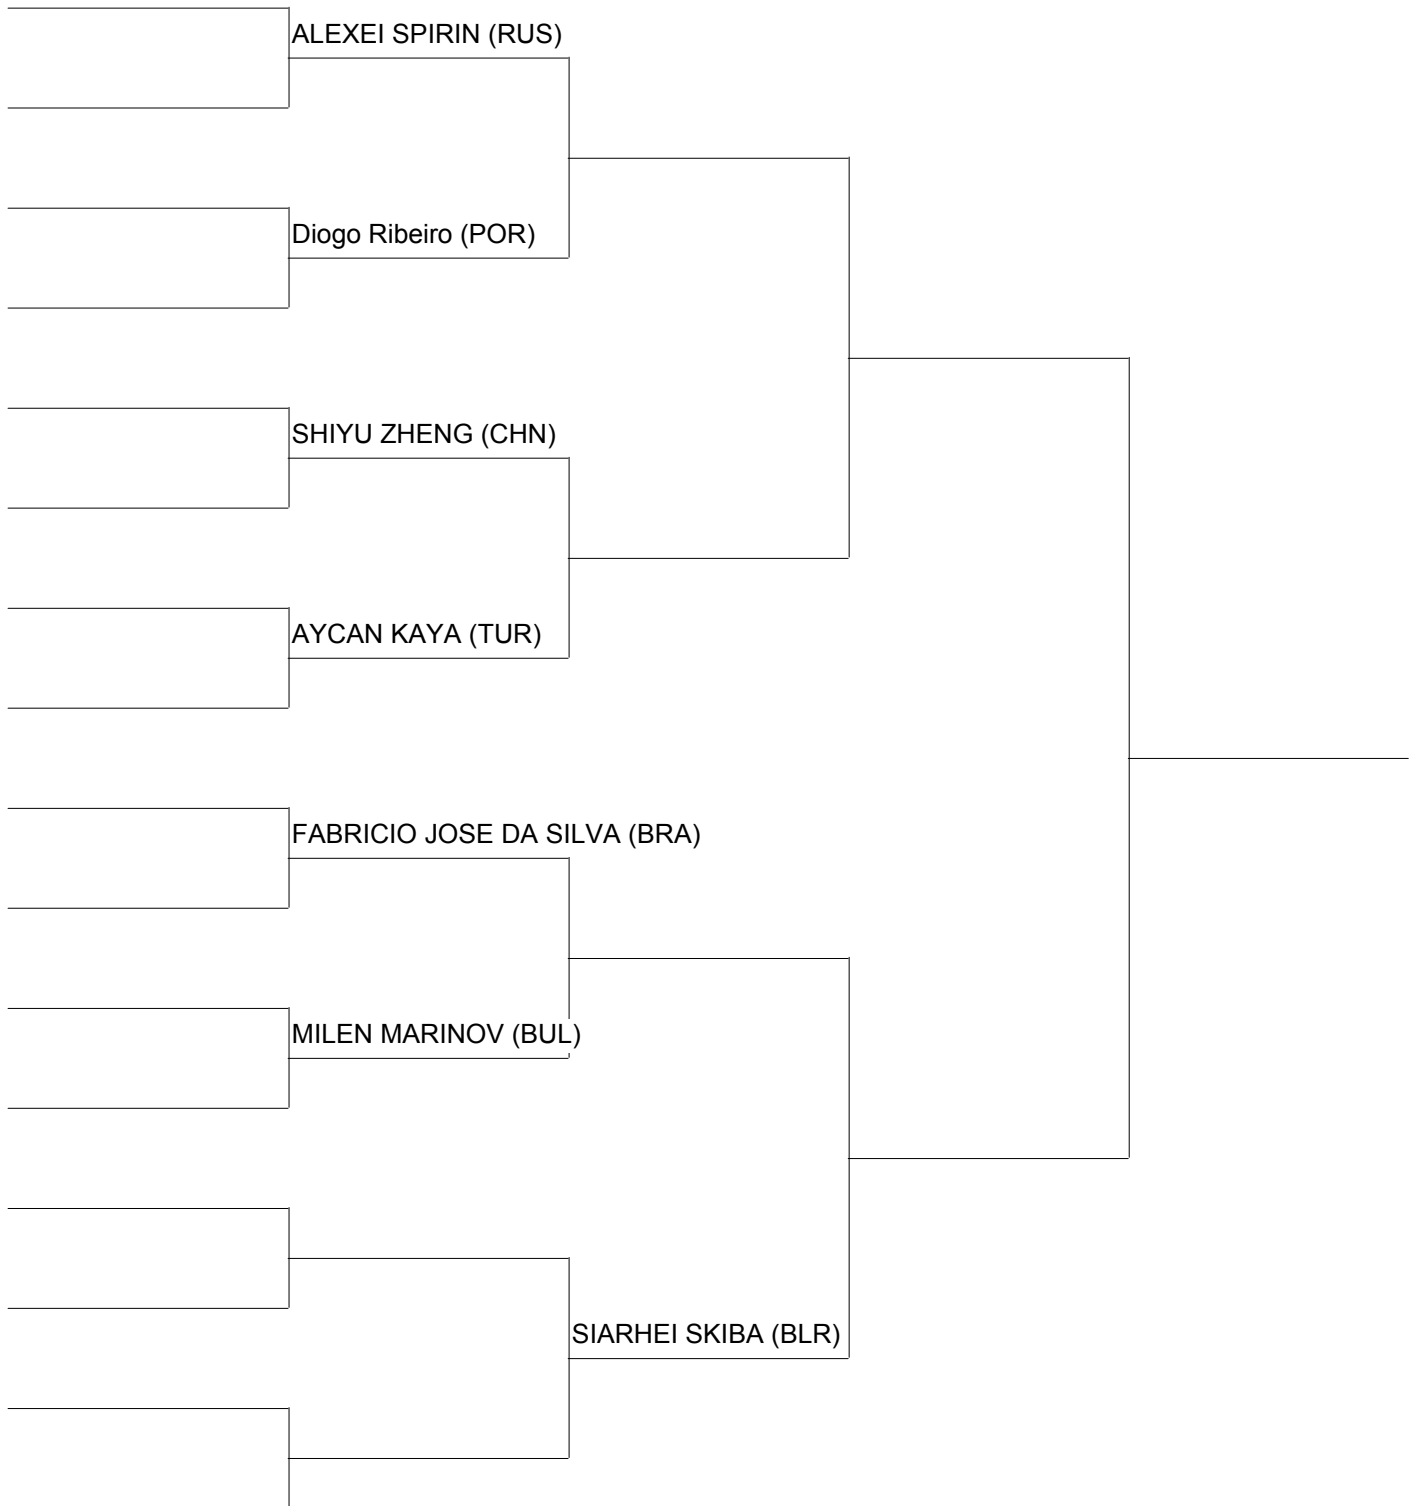 ALEXEI SPIRIN (RUS)
Diogo Ribeiro (POR)
SHIYU ZHENG (CHN)
AYCAN KAYA (TUR)
FABRICIO JOSE DA SILVA (BRA)
MILEN MARINOV (BUL)
SIARHEI SKIBA (BLR)